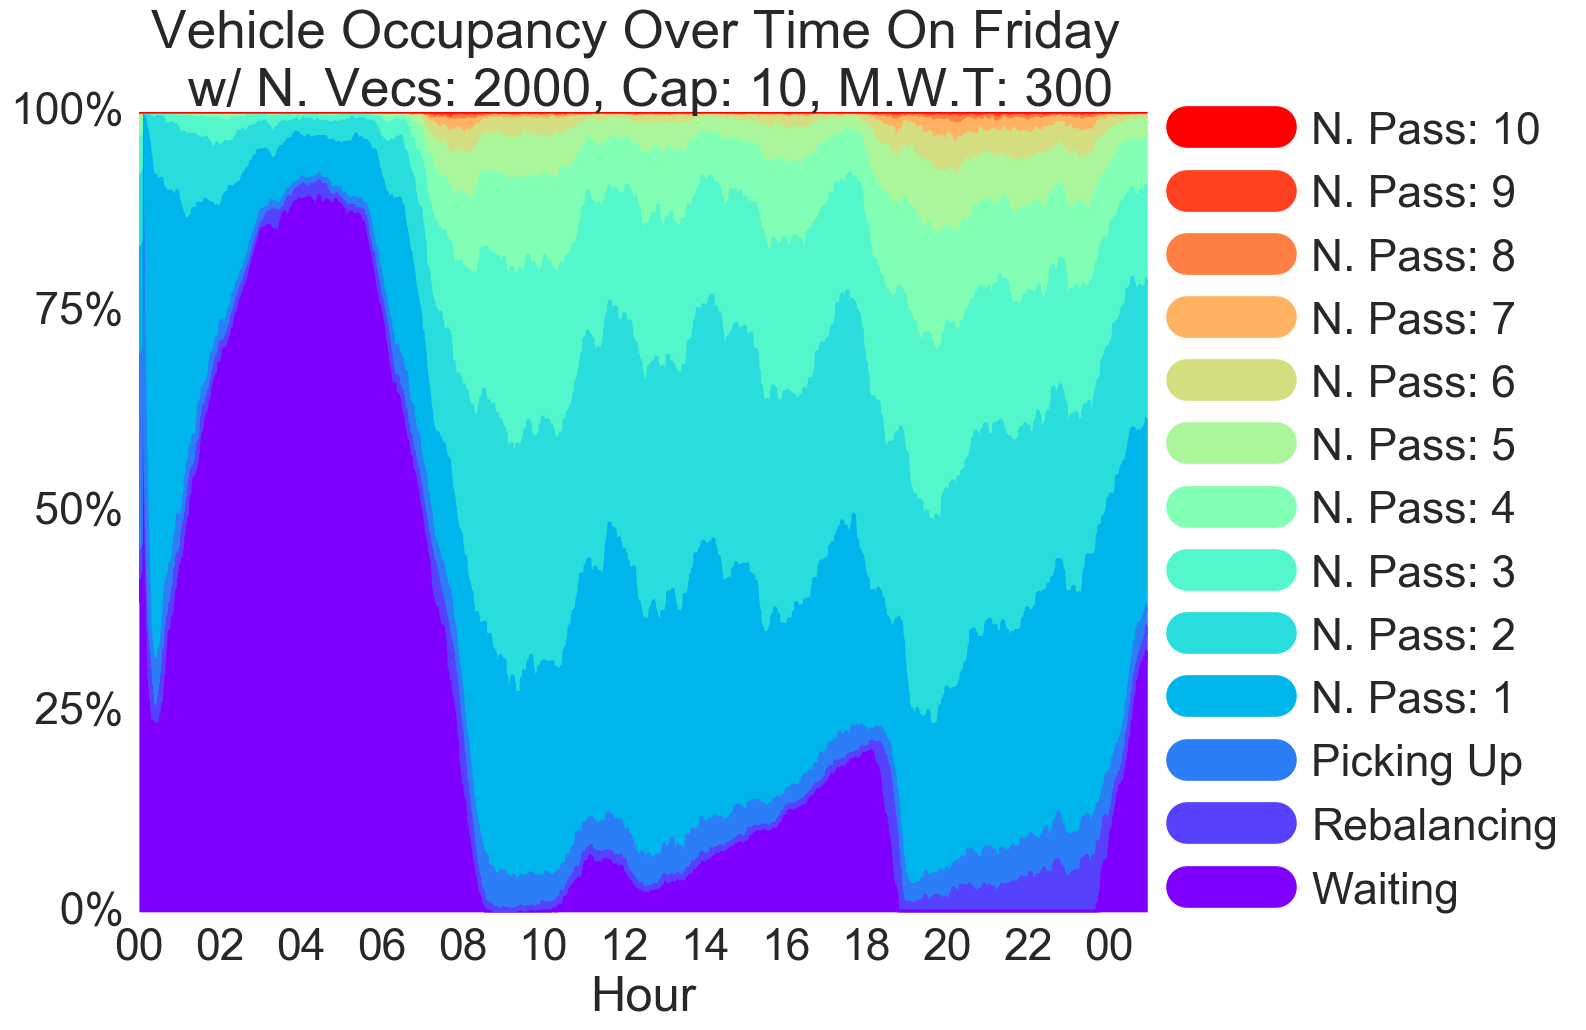 Vehicle Occupancy Over Time On Friday
w/ N. Vecs: 2000, Cap: 10, M.W.T: 300
100%
75%
50%
25%
0%
00 02 04 06 08 10 12 14 16 18 20 22 00
Hour
N. Pass: 10
N. Pass: 9
N. Pass: 8
N. Pass: 7
N. Pass: 6
N. Pass: 5
N. Pass: 4
N. Pass: 3
N. Pass: 2
N. Pass: 1
Picking Up
Rebalancing
Waiting